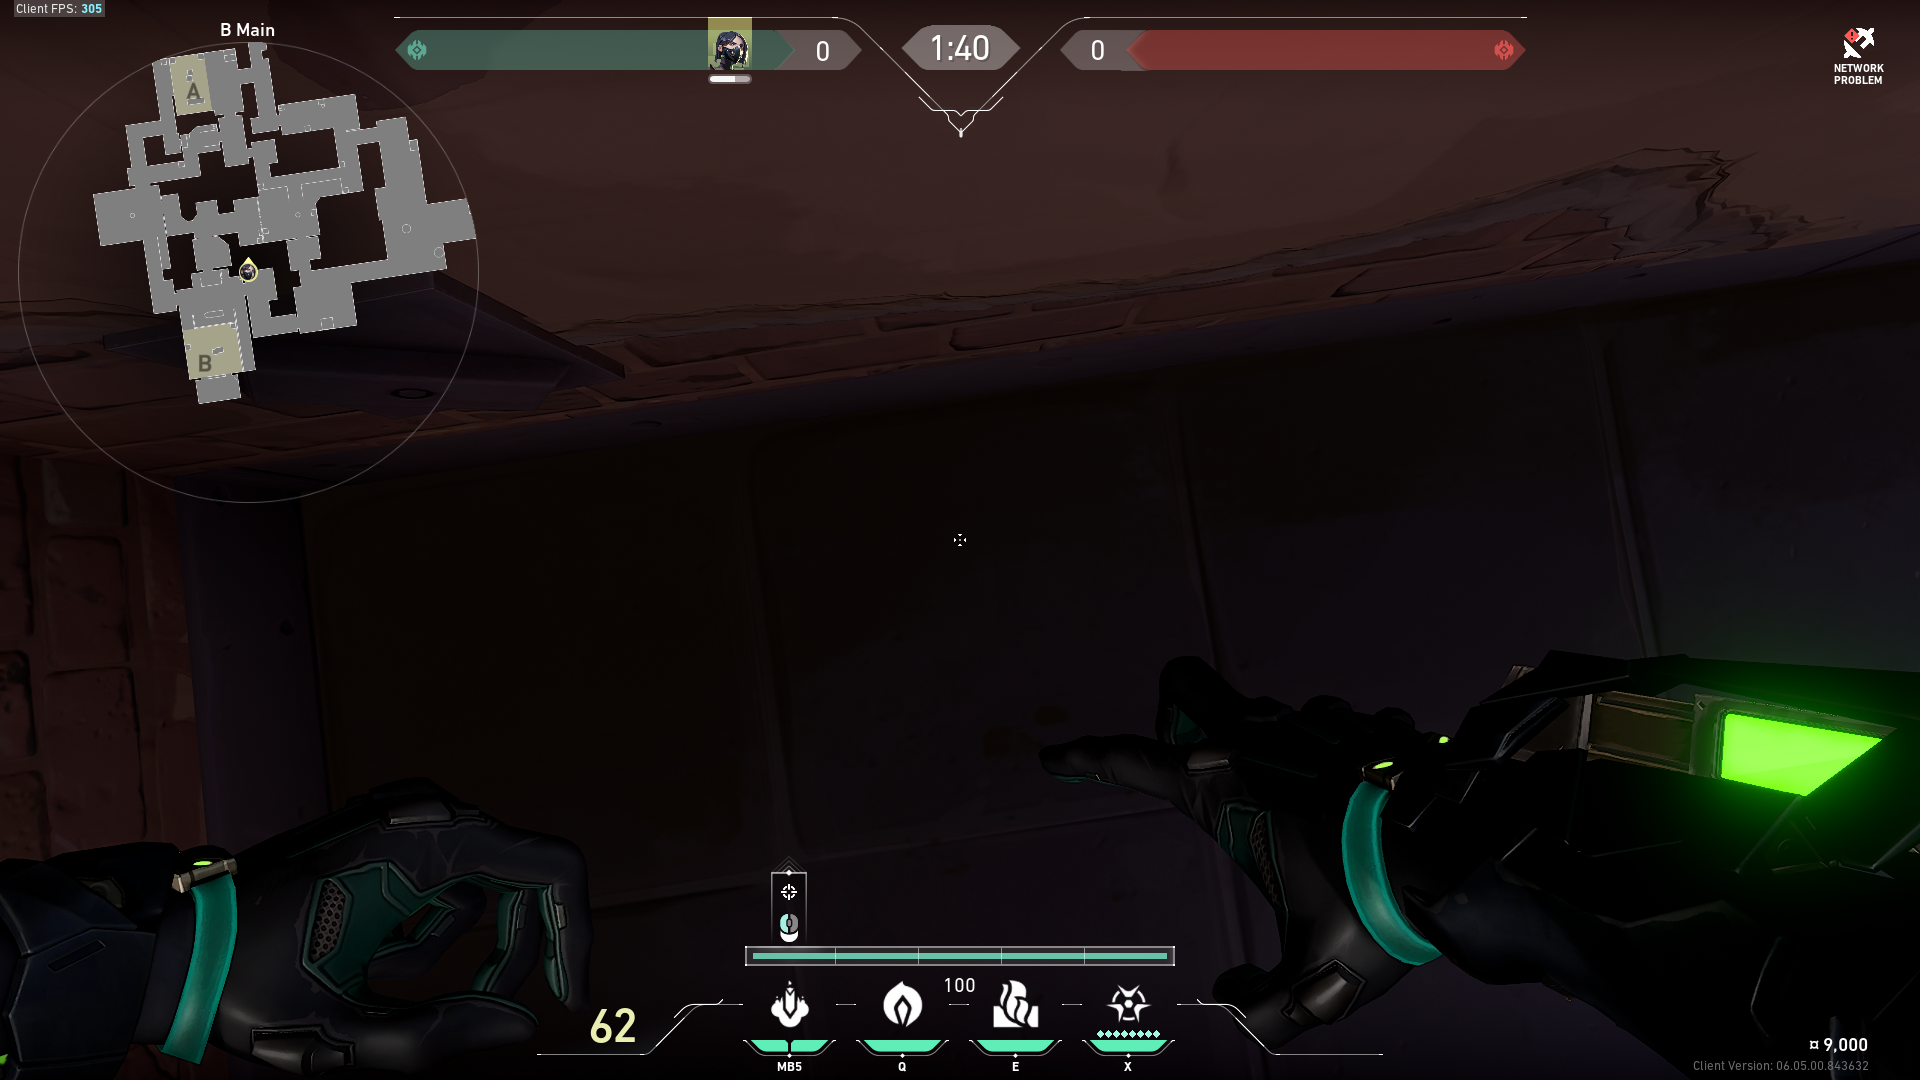 Client FPS: 305
B Main
A
B
0
1:40
0
NETWORK
PROBLEM
100
62
MB5
Q
E
X
¤ 9,000
Client Version: 06.05.00.843632